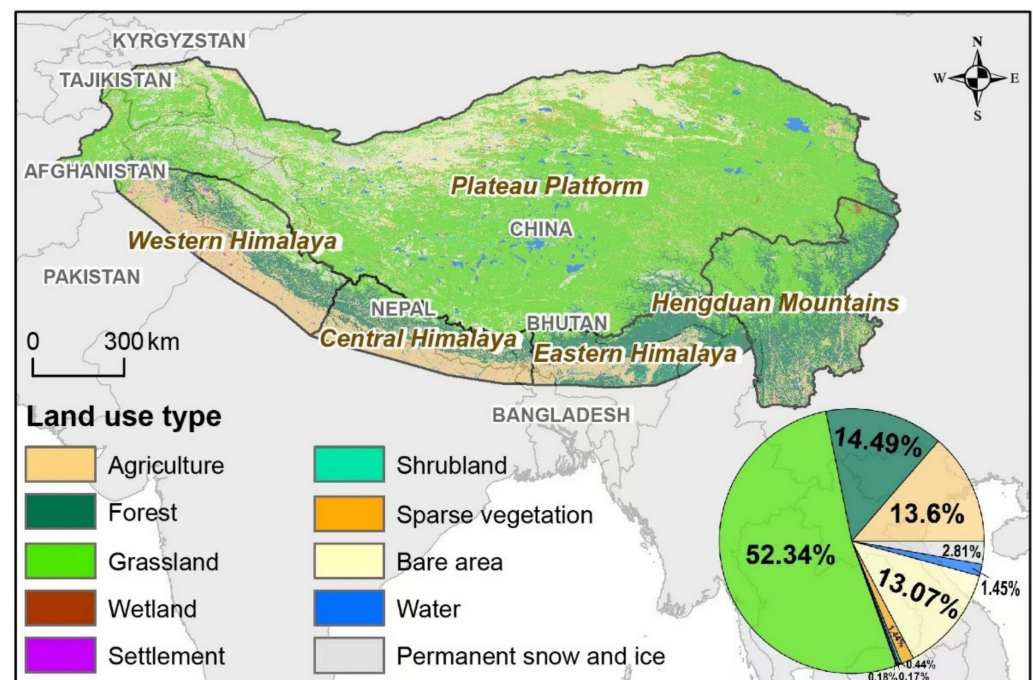 KYRGYZSTAN
TAJIKISTAN
N
W E
S
AFGHANISTAN
Plateau Platform
CHINA
Western Himalaya
PAKISTAN
NEPAL
Hengduan Mountains
BHUTAN
Central Himalaya
Eastern Himalaya
0 300 km
BANGLADESH
Land use type
Agriculture
Forest
Grassland
Wetland
Settlement
Shrubland
Sparse vegetation
Bare area
Water
Permanent snow and ice
14.49%
13.6%
52.34%
2.81%
1.45%
13.07%
1.44%
0.44%
0.18% 0.17%